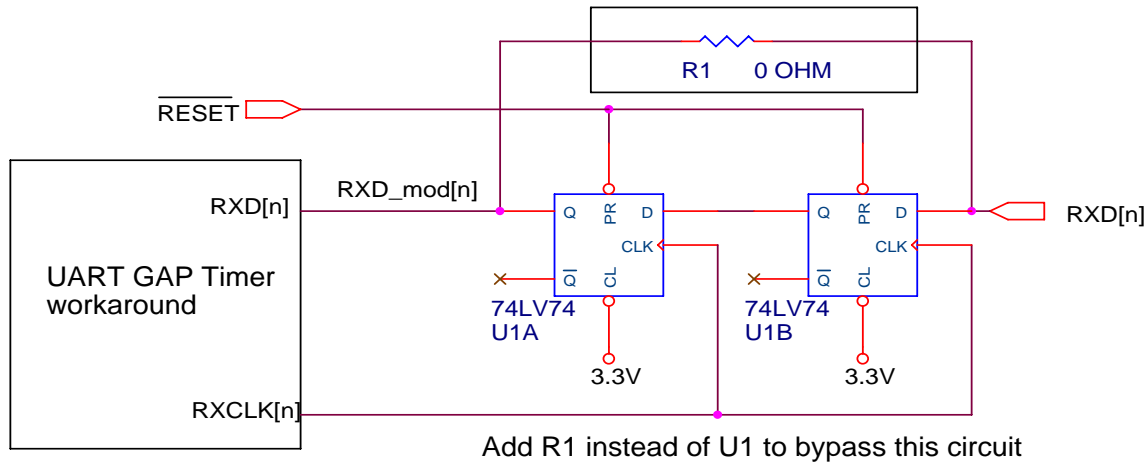 R1 0 OHM
RESET
RXD[n]
RXD_mod[n]
Q
PR
D
CLK
Q
CL
74LV74
U1A
3.3V
Q
PR
D
CLK
Q
CL
74LV74
U1B
3.3V
RXD[n]
UART GAP Timer
workaround
RXCLK[n]
Add R1 instead of U1 to bypass this circuit